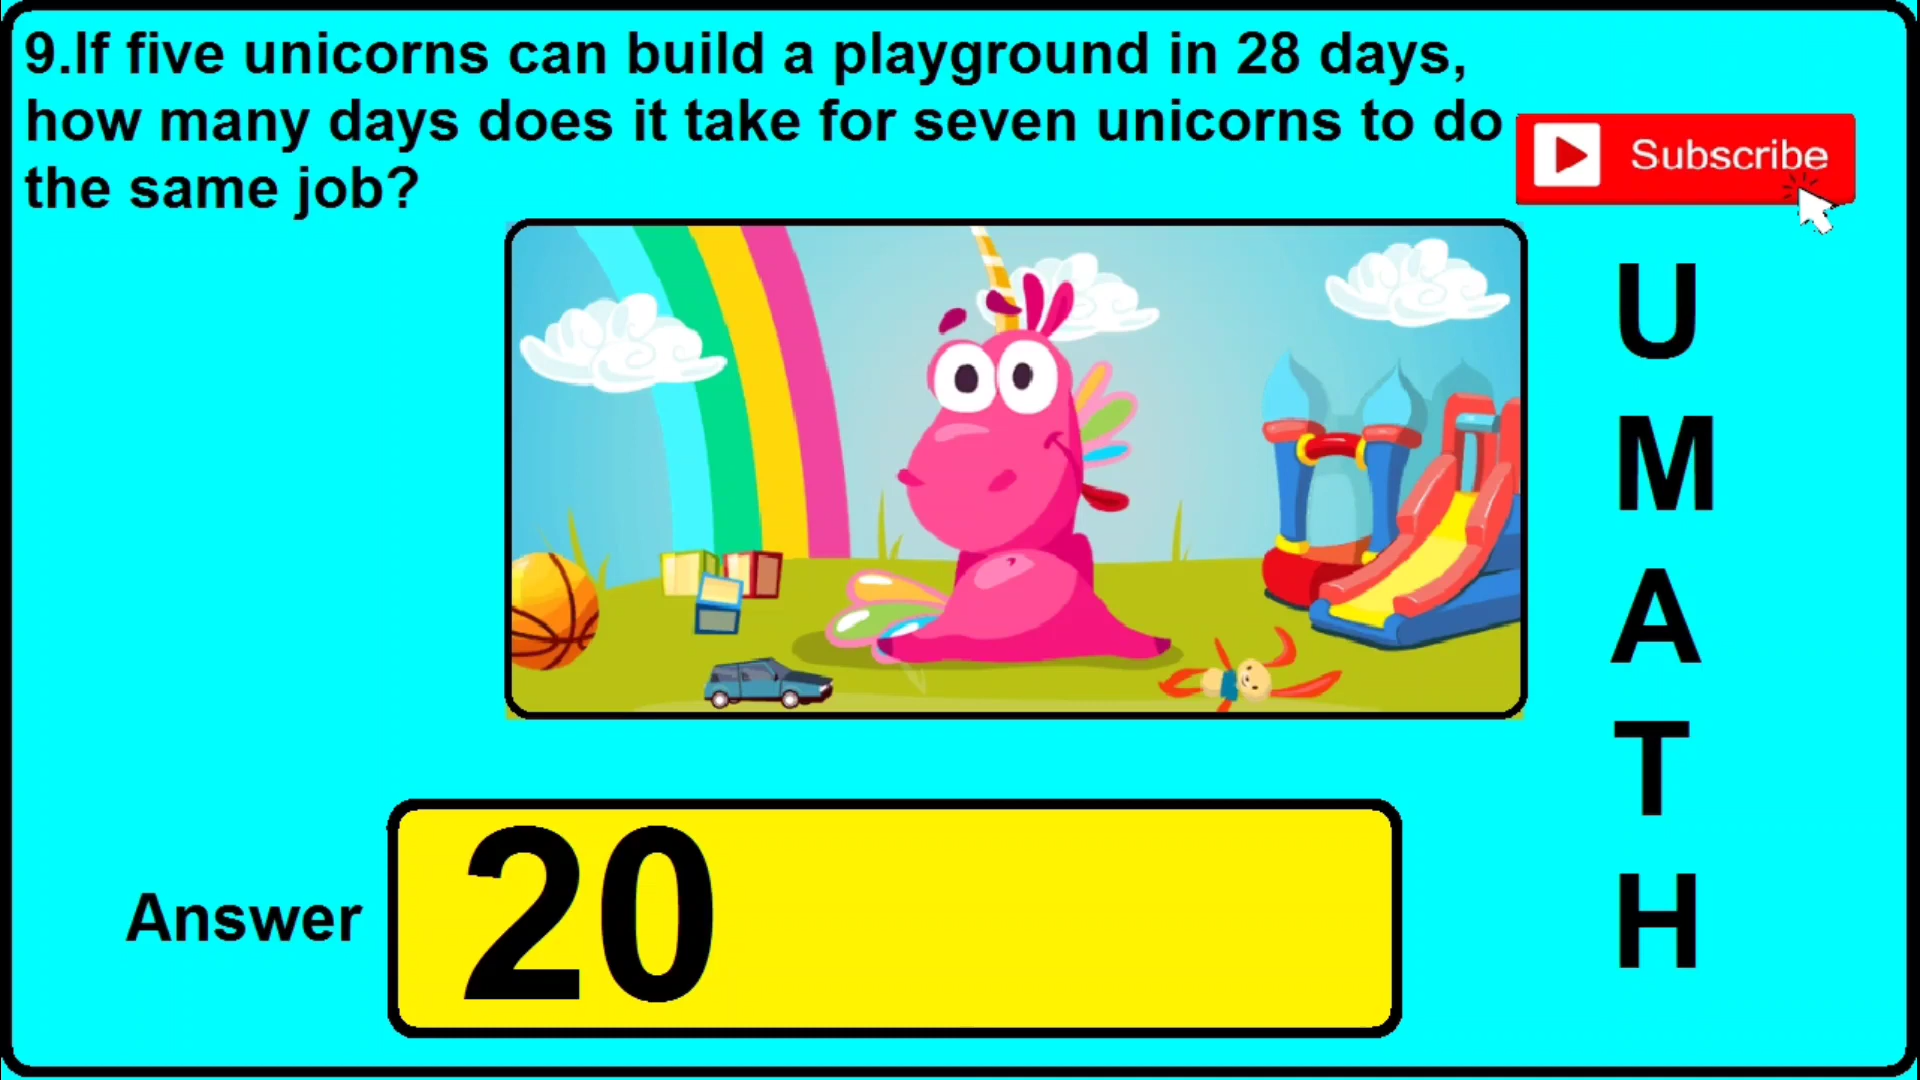 9.If five unicorns can build a playground in 28 days,
how many days does it take for seven unicorns to do
the same job?
Subscribe
U
M
A
T
H
Answer
20